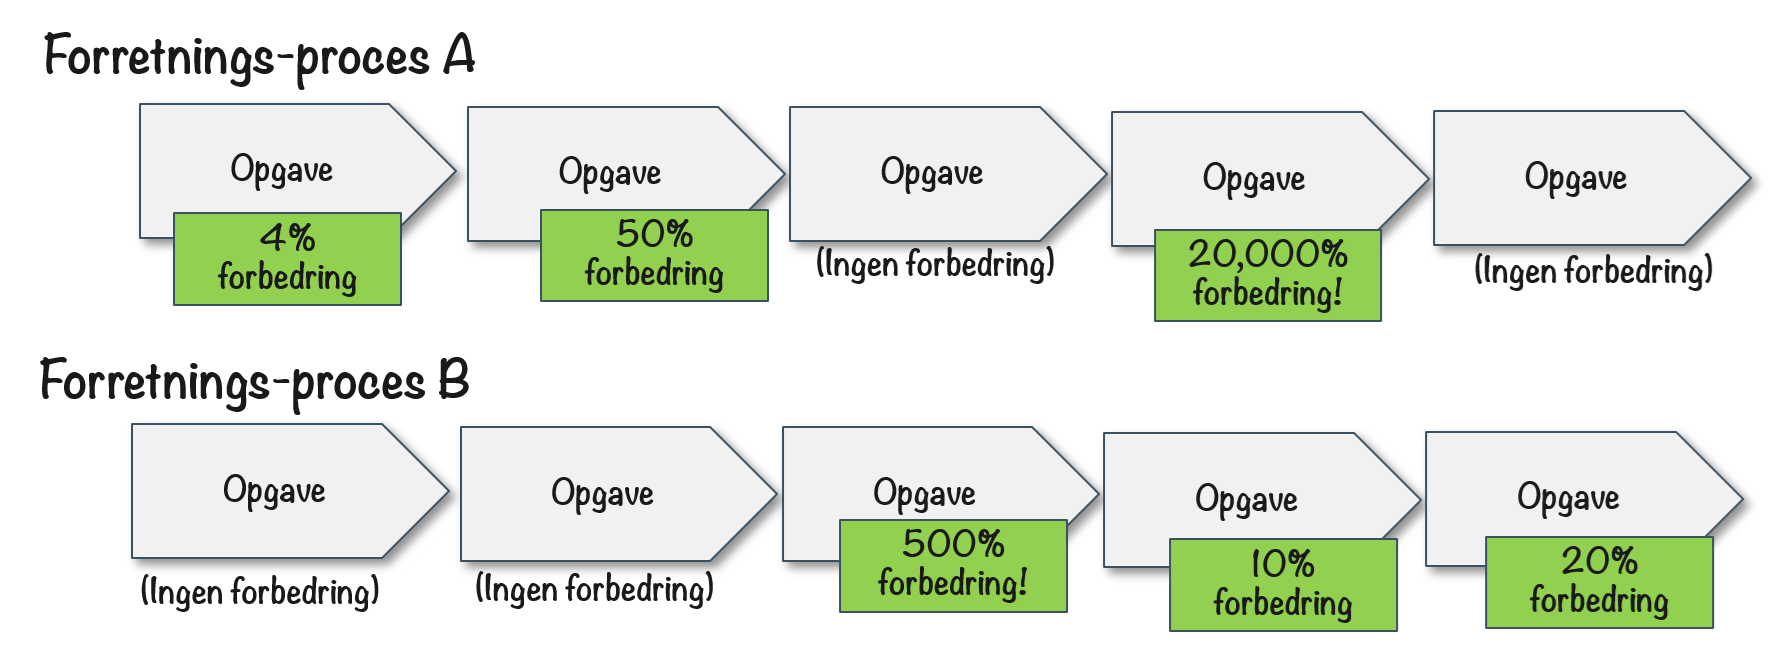 Forretnings-proces A
Opgave
4%
forbedring
Opgave
50%
forbedring
Opgave
(Ingen forbedring)
Opgave
20,000%
forbedring!
Opgave
(Ingen forbedring)
Forretnings-proces B
Opgave
(Ingen forbedring)
Opgave
(Ingen forbedring)
Opgave
500%
forbedring!
Opgave
10%
forbedring
Opgave
20%
forbedring